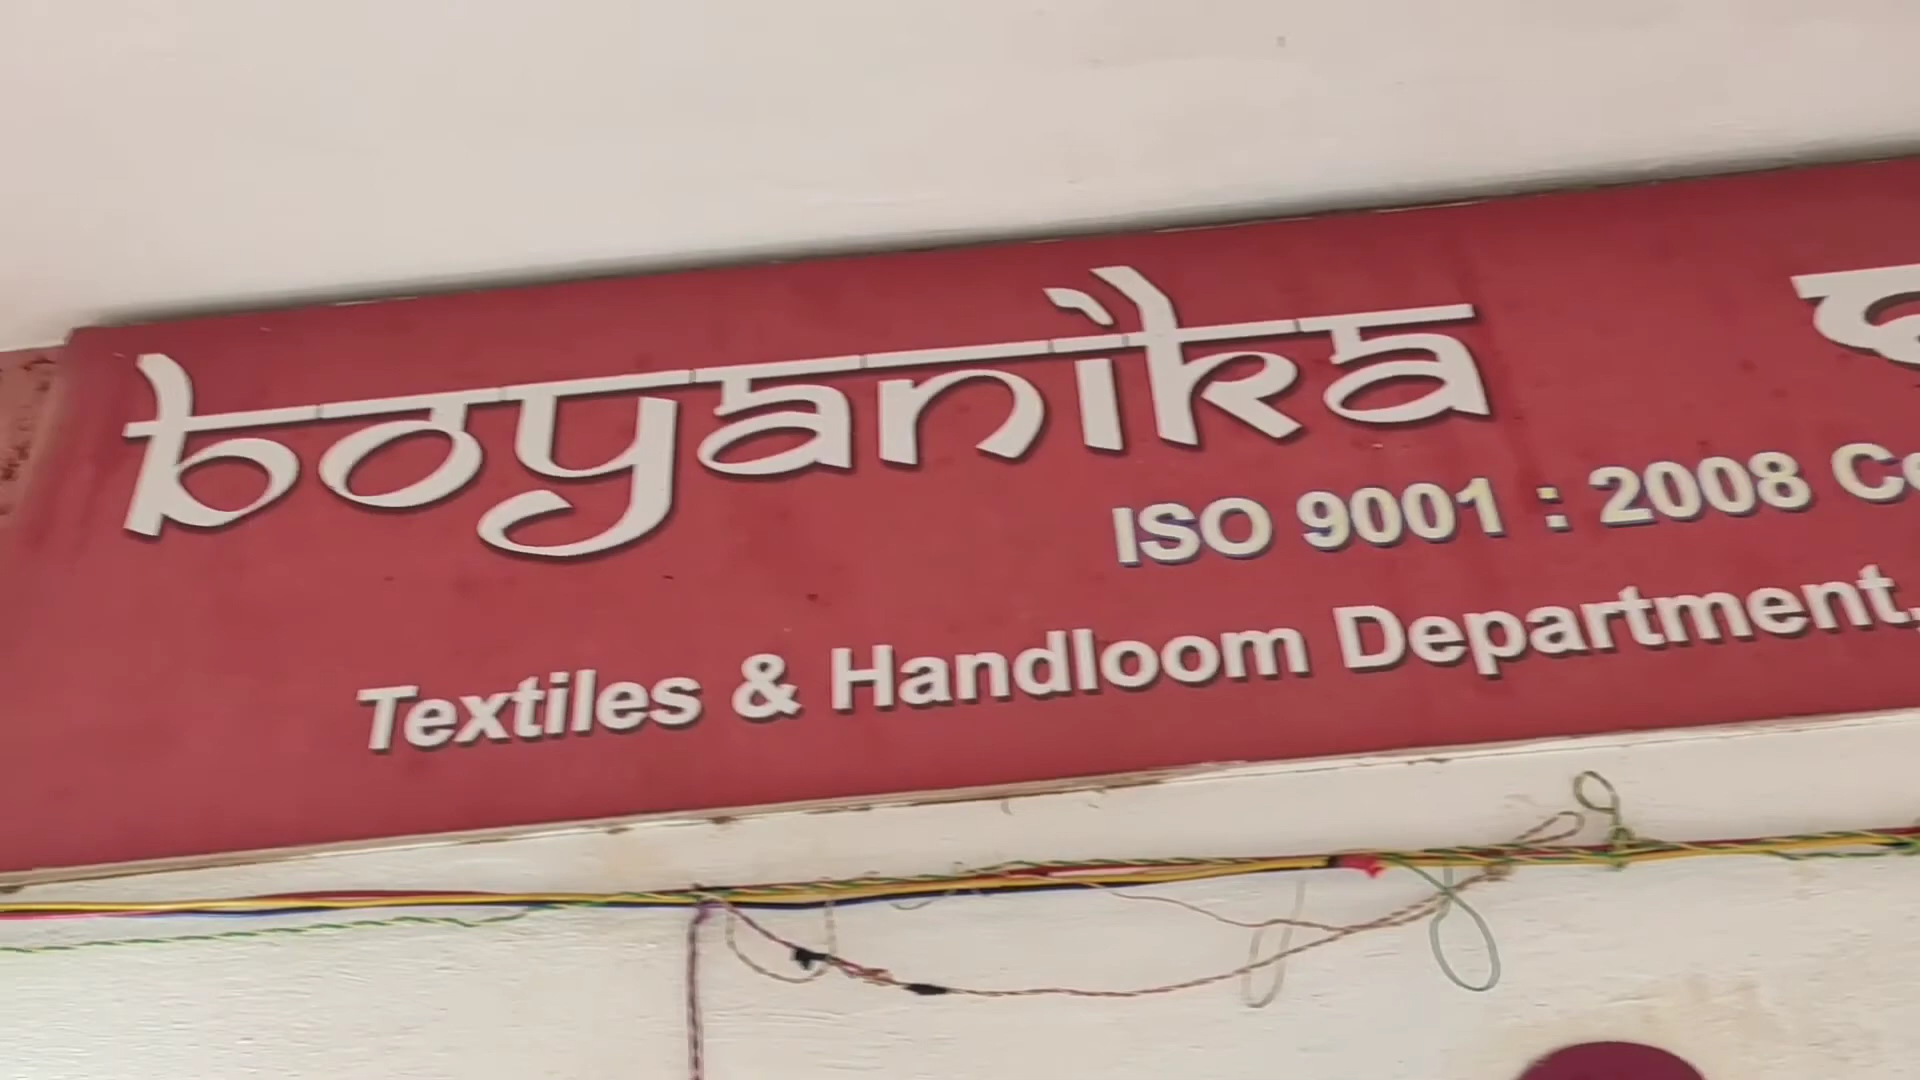 boyanika
ISO 9001 : 2008
Textiles & Handloom Department,